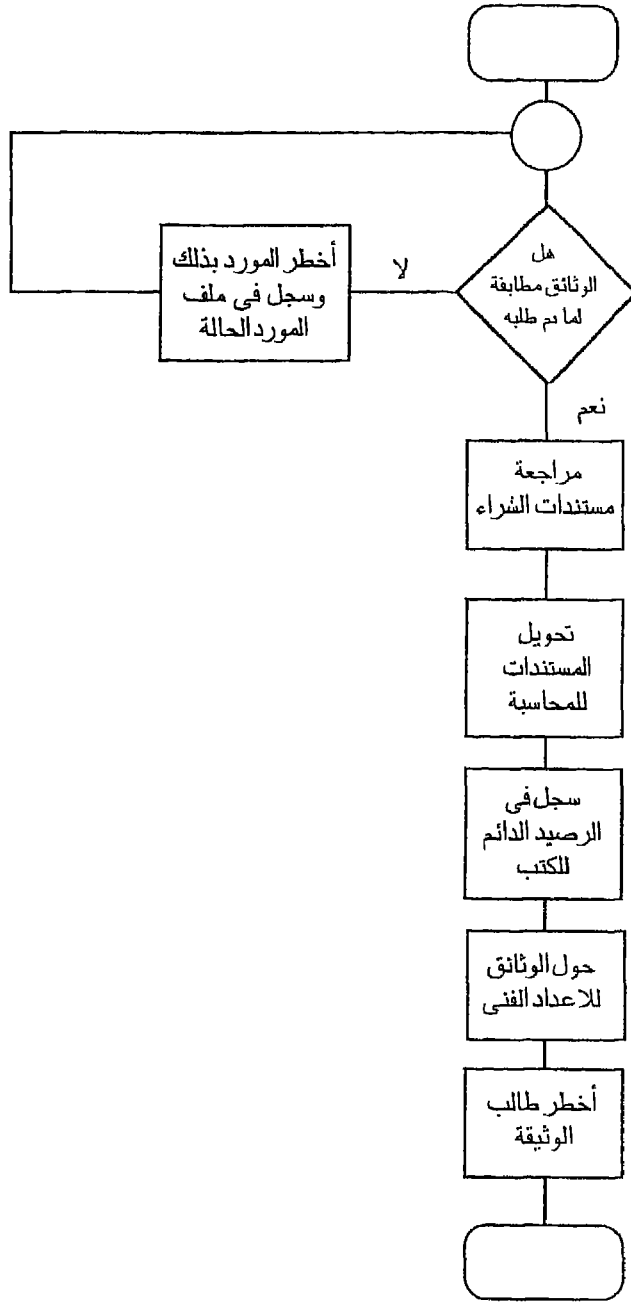 هل
الوثائق مطابقة
لما تم طلبه
لا
أخطر المورد بذلك
وسجل فى ملف
المورد الحالة
نعم
مراجعة
مستندات الشراء
تحويل
المستندات
للمحاسبة
سجل فى
الرصيد الدائم
للكتب
حول الوثائق
للاعداد الفنى
أخطر طالب
الوثيقة